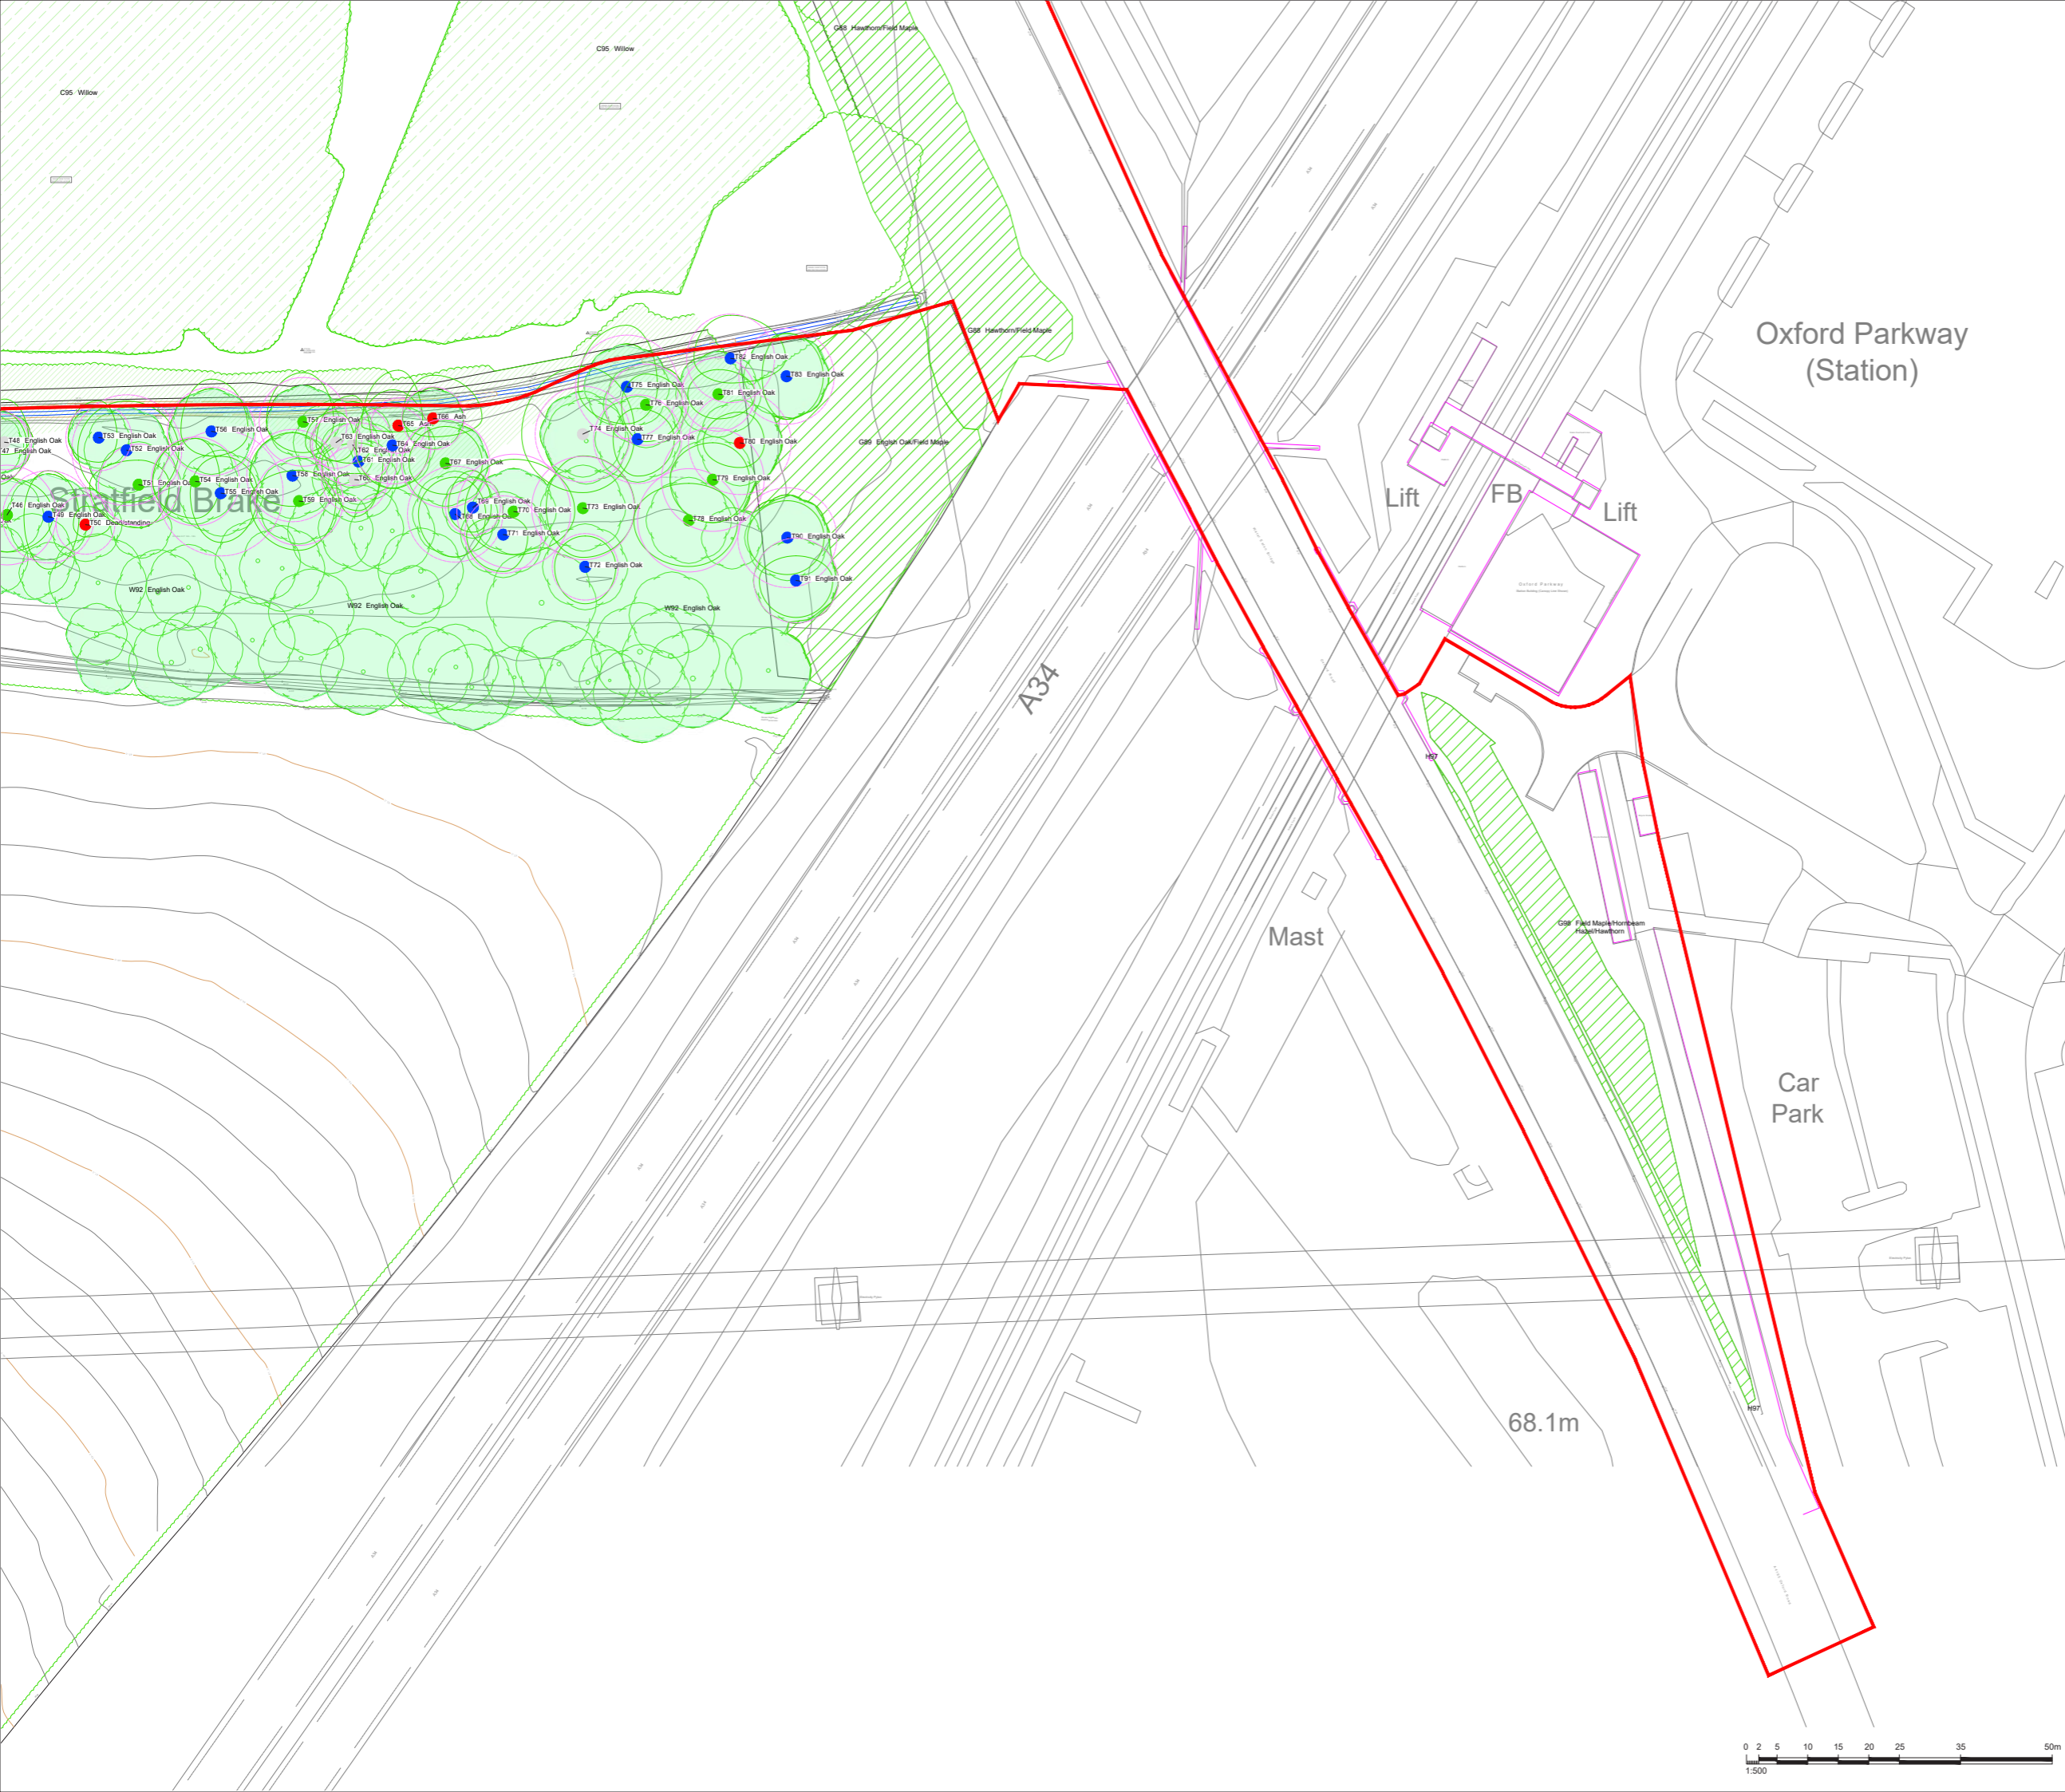 G88 Hawthorn/Field Maple
C95 Willow
C95 Willow
Oxford Parkway
(Station)
G88 Hawthorn/Field Maple
T82 English Oak
T83 English Oak
T75 English Oak
T81 English Oak
T76 English Oak
T66 Ash
T57 English Oak
T65 Ash
T56 English Oak
T74 English Oak
T53 English Oak
T63 English Oak
T77 English Oak
T80 English Oak
G89 English Oak/Field Maple
T48 English Oak
T64 English Oak
T47 English Oak
T52 English Oak
T62 English Oak
T61 English Oak
T67 English Oak
T58 English Oak
T60 English Oak
T79 English Oak
T54 English Oak
T51 English Oak
T55 English Oak
Stratfield Brake
T59 English Oak
T46 English Oak
T69 English Oak
T70 English Oak
T73 English Oak
T49 English Oak
T68 English Oak
T78 English Oak
T50 Dead/standing
T71 English Oak
T90 English Oak
T72 English Oak
T91 English Oak
Lift
FB
Lift
Oxford Parkway
W92 English Oak
W92 English Oak
W92 English Oak
A34
H97
G98 Field Maple/Hornbeam
Hazel/Hawthorn
Mast
Car
Park
H97
68.1m
0 2 5 10 15 20 25 35 50m
1:500